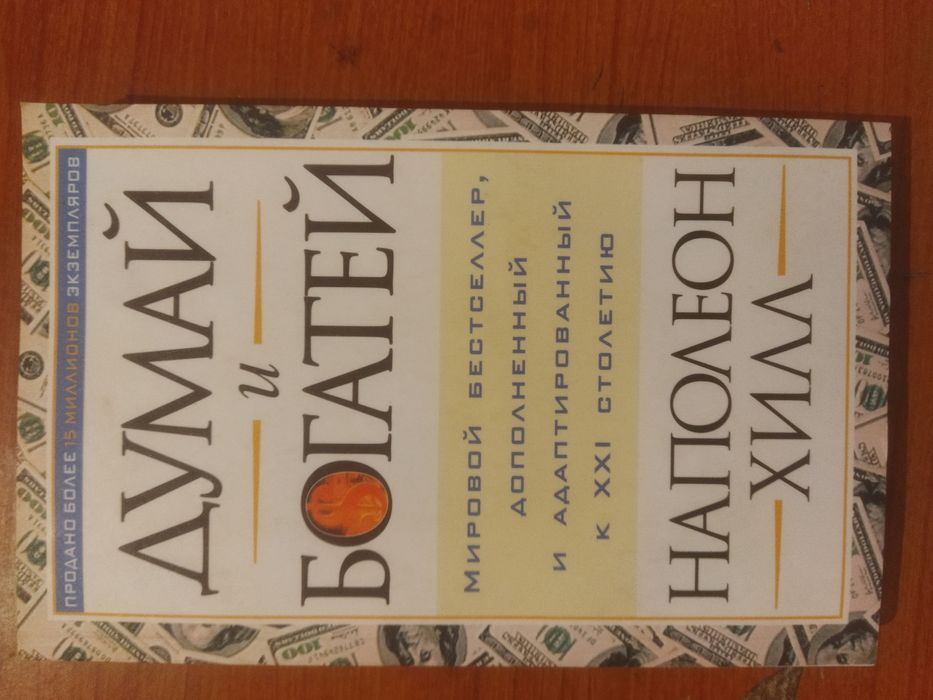 ПРОДАНО БОЛЕЕ 15 МИЛЛИОНОВ ЭКЗЕМПЛЯРОВ
ДУМАЙ
и
БОГАТЕЙ
МИРОВОЙ БЕСТСЕЛЛЕР,
ДОПОЛНЕННЫЙ
И АДАПТИРОВАННЫЙ
К XXI СТОЛЕТИЮ
НАПОЛЕОН
ХИЛЛ